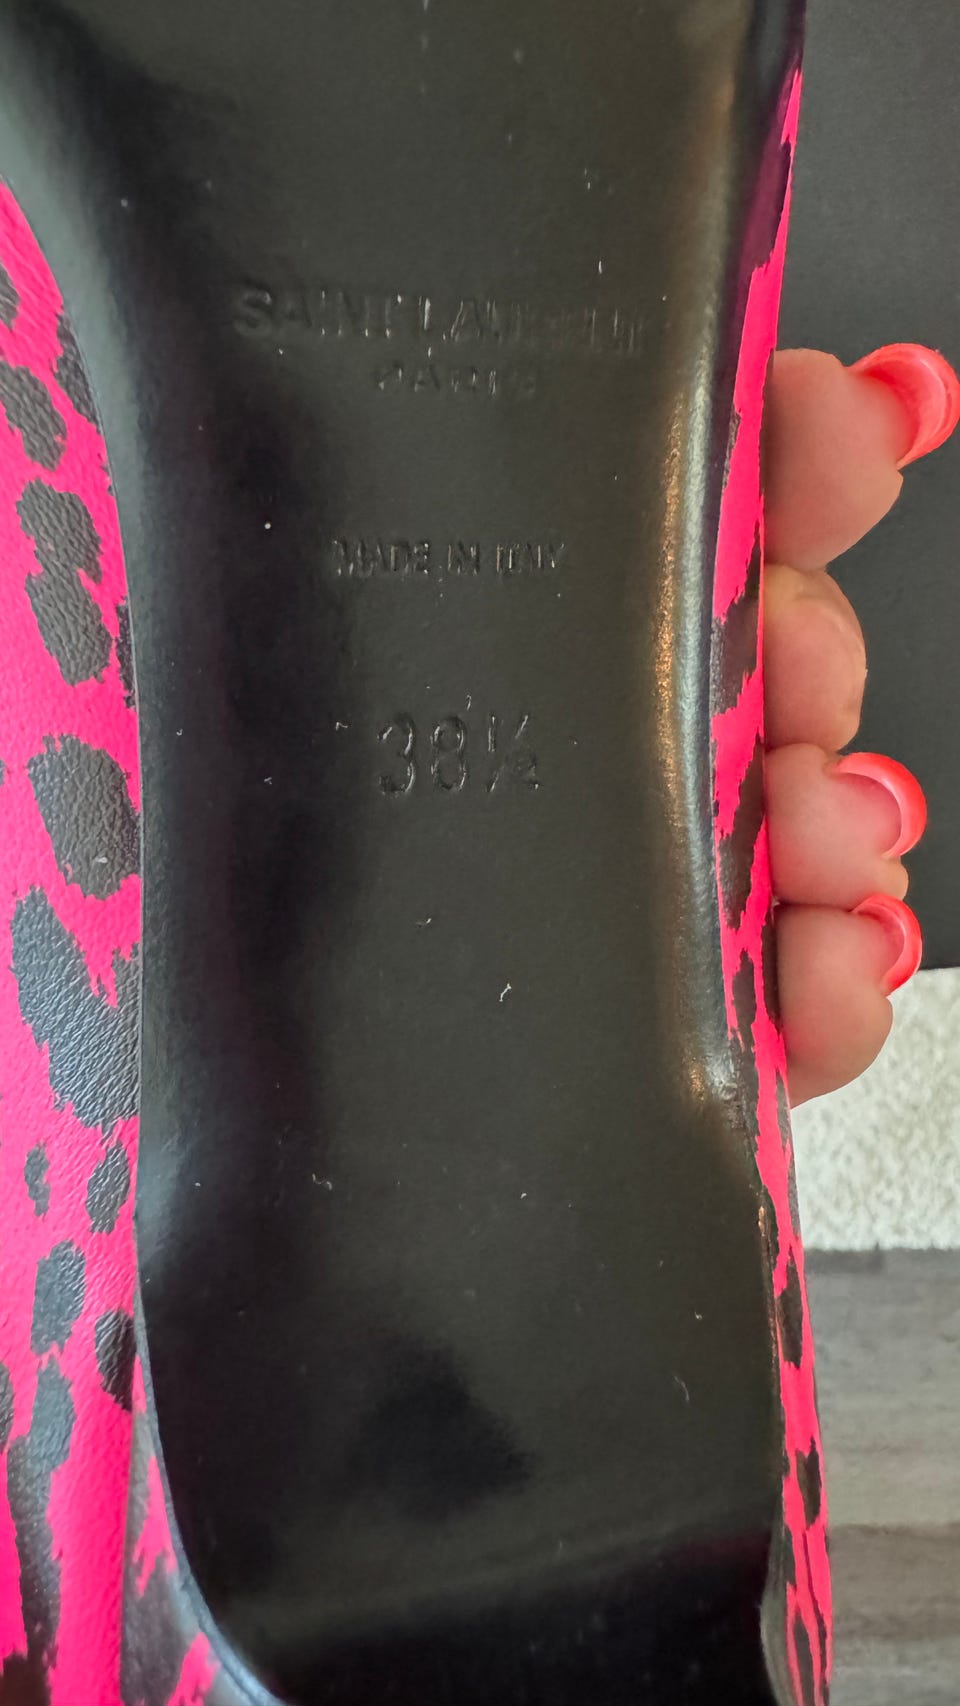 SAINT LAURENT
PARIS
MADE IN ITALY
38½